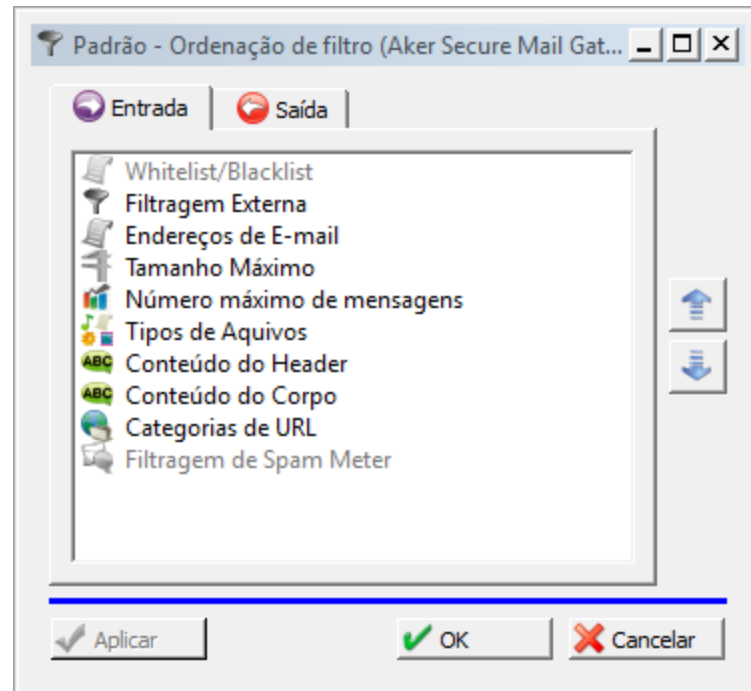 Padrão - Ordenação de filtro (Aker Secure Mail Gat...
Entrada
Saída
Whitelist/Blacklist
Filtragem Externa
Endereços de E-mail
Tamanho Máximo
Número máximo de mensagens
Tipos de Aquivos
ABC Conteúdo do Header
ABC Conteúdo do Corpo
Categorias de URL
Filtragem de Spam Meter
Aplicar
OK
Cancelar